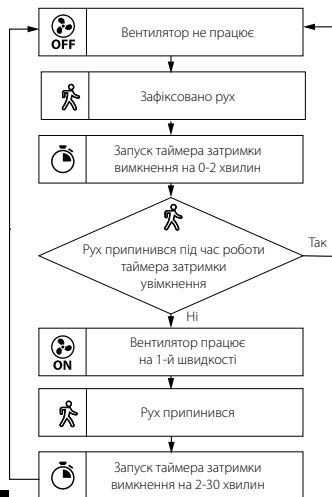 OFF
Вентилятор не працює
Зафіксовано рух
Запуск таймера затримки
вимкнення на 0-2 хвилин
Рух припинився під час роботи
таймера затримки
увімкнення
Так
Ні
ON
Вентилятор працює
на 1-й швидкості
Рух припинився
Запуск таймера затримки
вимкнення на 2-30 хвилин